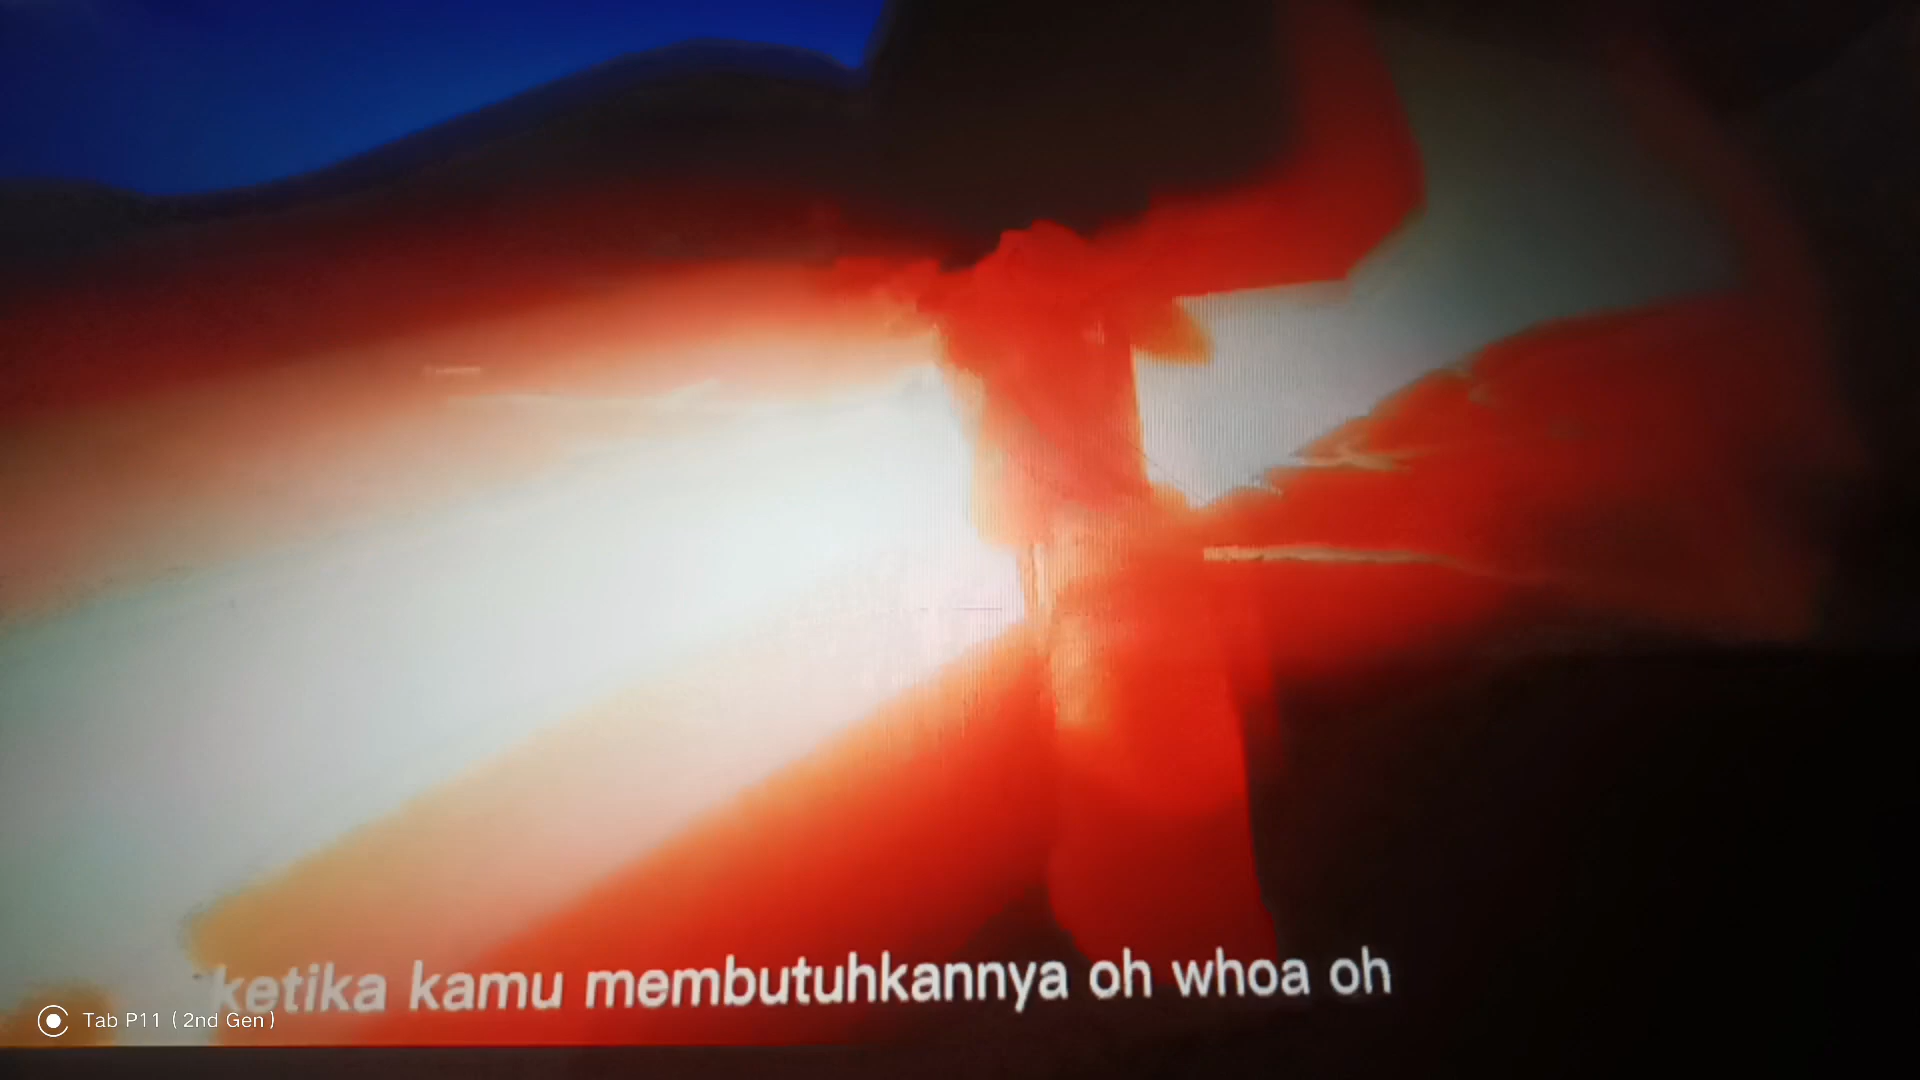 ketika kamu membutuhkannya oh whoa oh
Tab P11 (2nd Gen)